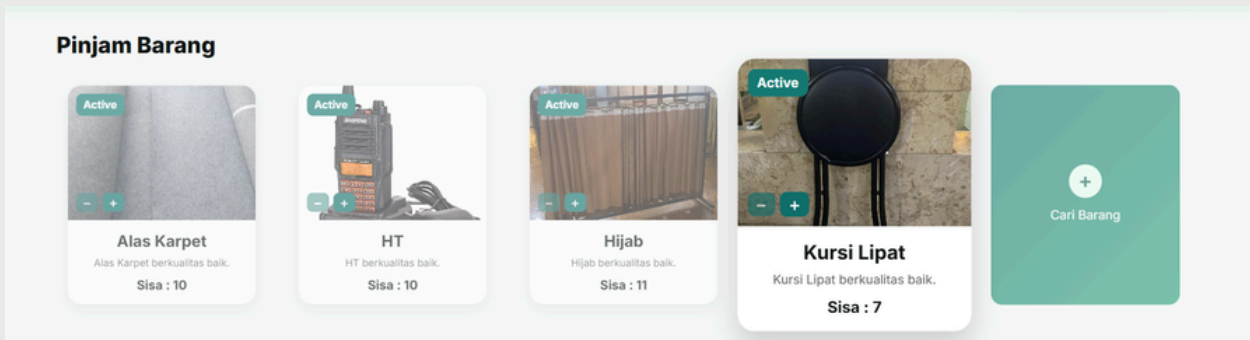 Pinjam Barang
Active
Active
Active
Active
Alas Karpet
Alas Karpet berkualitas baik.
Sisa : 10
HT
HT berkualitas baik.
Sisa : 10
Hijab
Hijab berkualitas baik.
Sisa : 11
Kursi Lipat
Kursi Lipat berkualitas baik.
Sisa : 7
Cari Barang